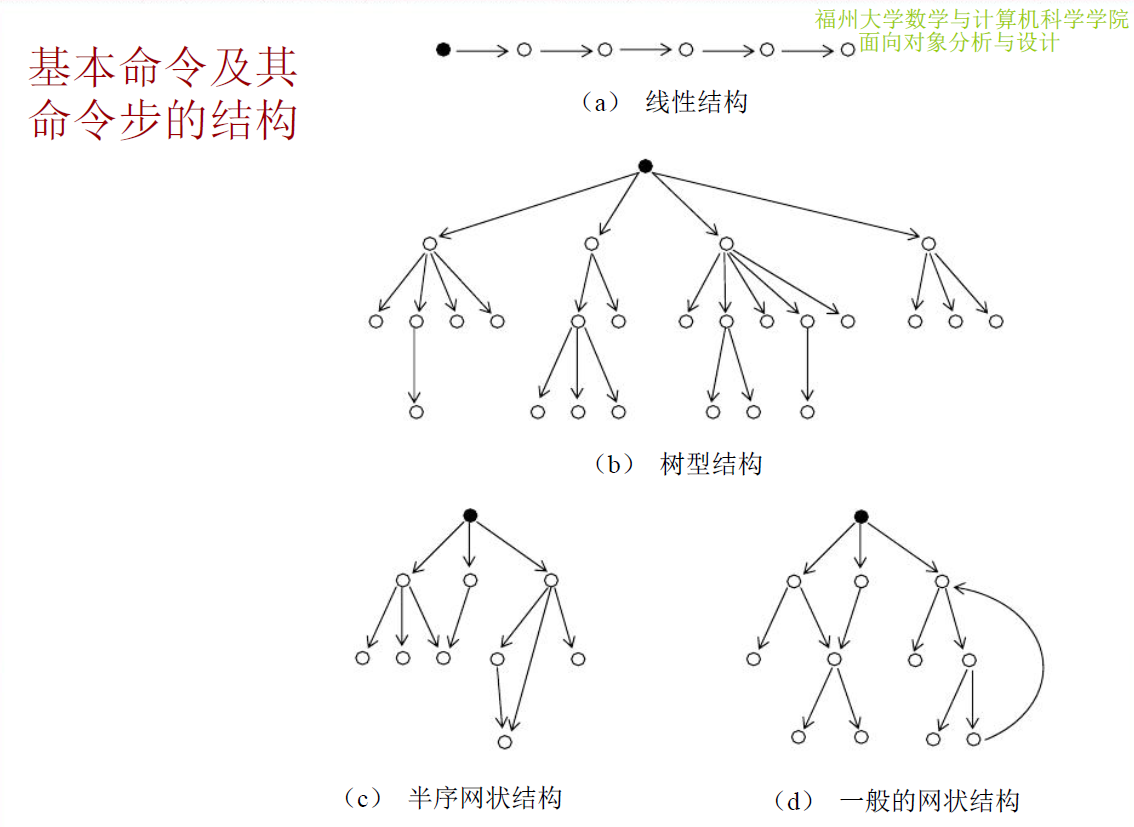 福州大学数学与计算机科学学院
面向对象分析与设计
基本命令及其
命令步的结构
（a） 线性结构
（b） 树型结构
（c） 半序网状结构
（d） 一般的网状结构